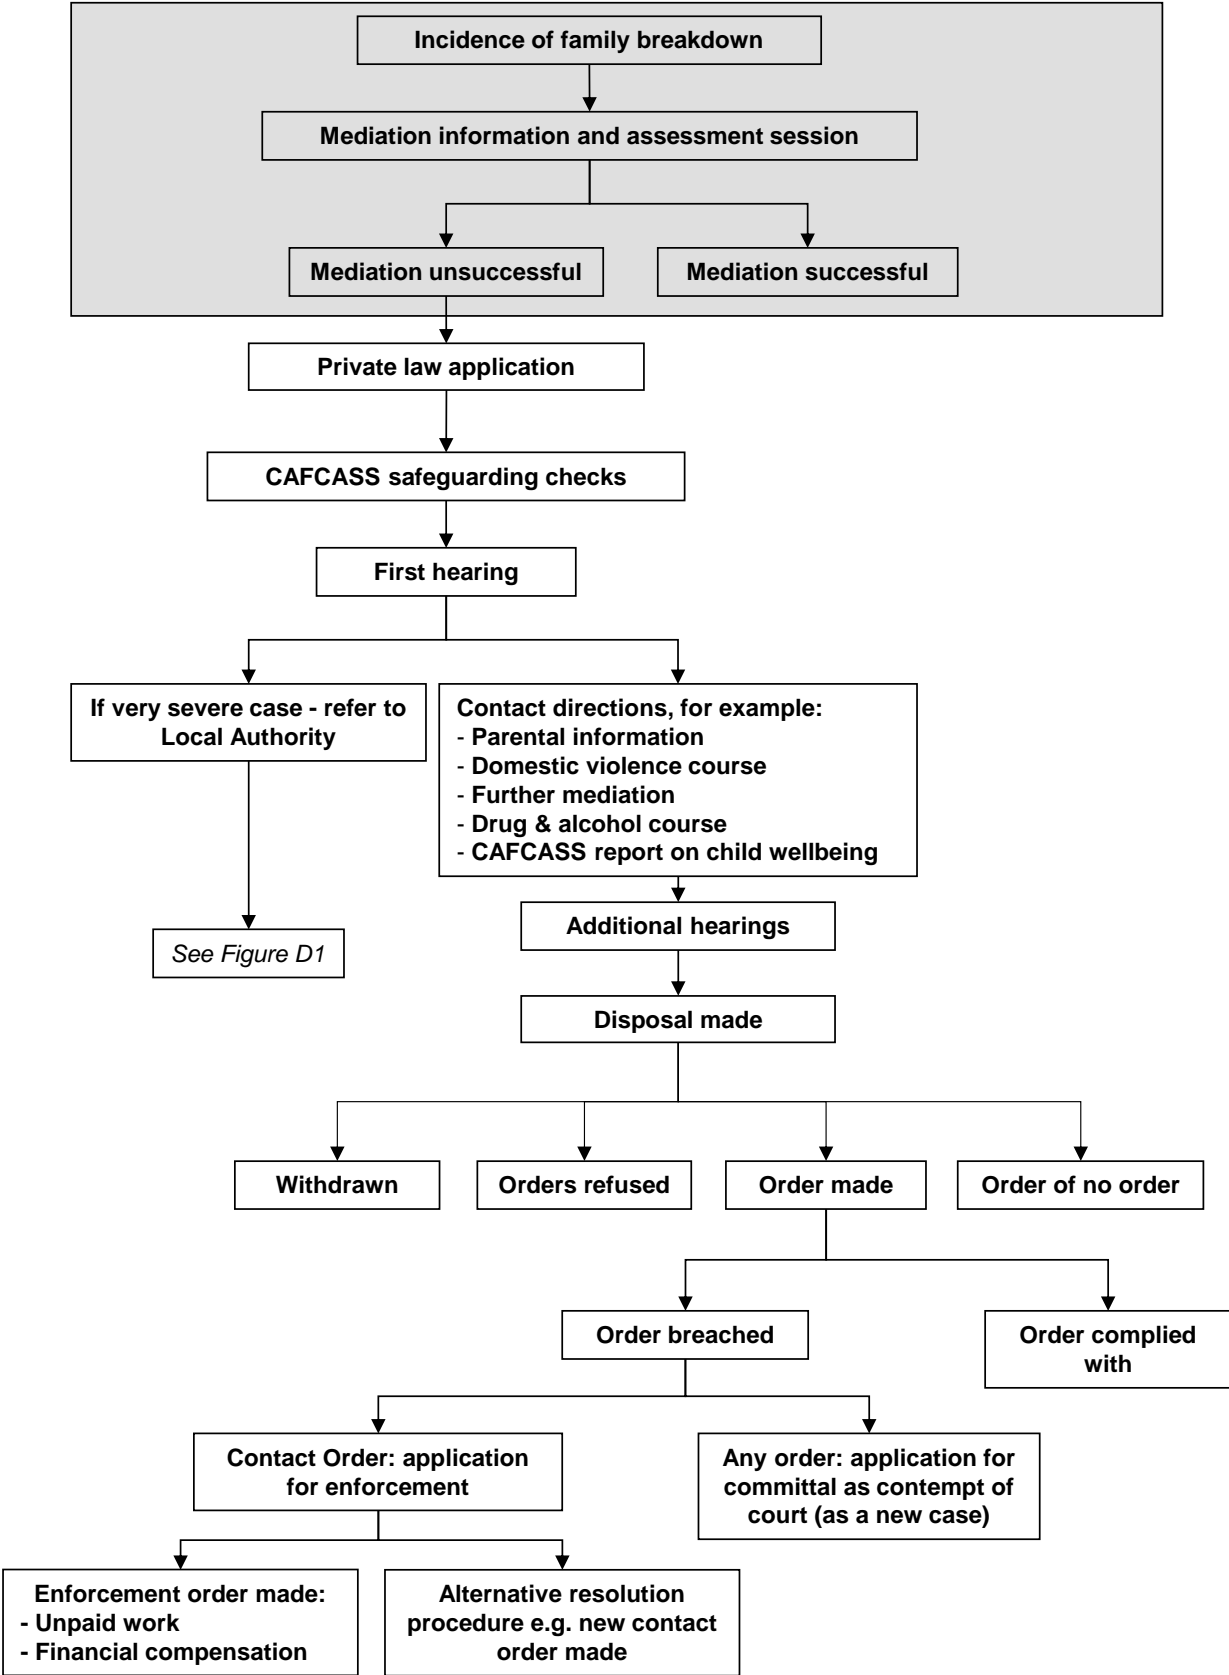 Incidence of family breakdown
Mediation information and assessment session
Mediation unsuccessful
Mediation successful
Private law application
CAFCASS safeguarding checks
First hearing
If very severe case - refer to
Local Authority
Contact directions, for example:
- Parental information
- Domestic violence course
- Further mediation
- Drug & alcohol course
- CAFCASS report on child wellbeing
Additional hearings
See Figure D1
Disposal made
Withdrawn
Orders refused
Order made
Order of no order
Order breached
Order complied
with
Contact Order: application
for enforcement
Any order: application for
committal as contempt of
court (as a new case)
Enforcement order made:
- Unpaid work
- Financial compensation
Alternative resolution
procedure e.g. new contact
order made